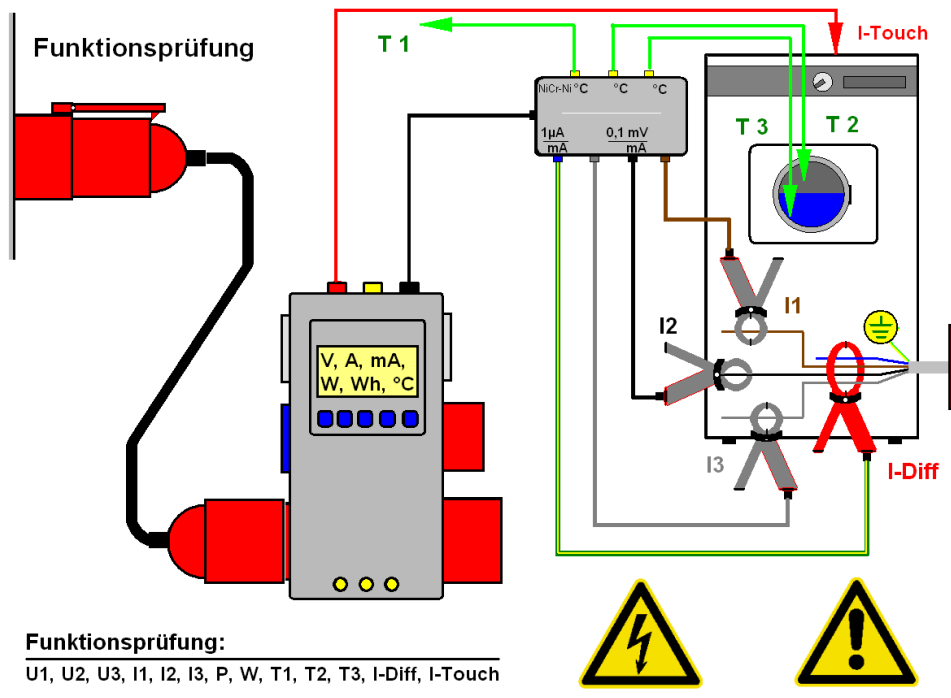 Funktionsprüfung
T 1
I-Touch
NiCr-Ni °C °C °C
1µA
mA
0,1 mV
mA
T 3
T 2
I1
I2
V, A, mA,
W, Wh, °C
I3
I-Diff
Funktionsprüfung:
U1, U2, U3, I1, I2, I3, P, W, T1, T2, T3, I-Diff, I-Touch